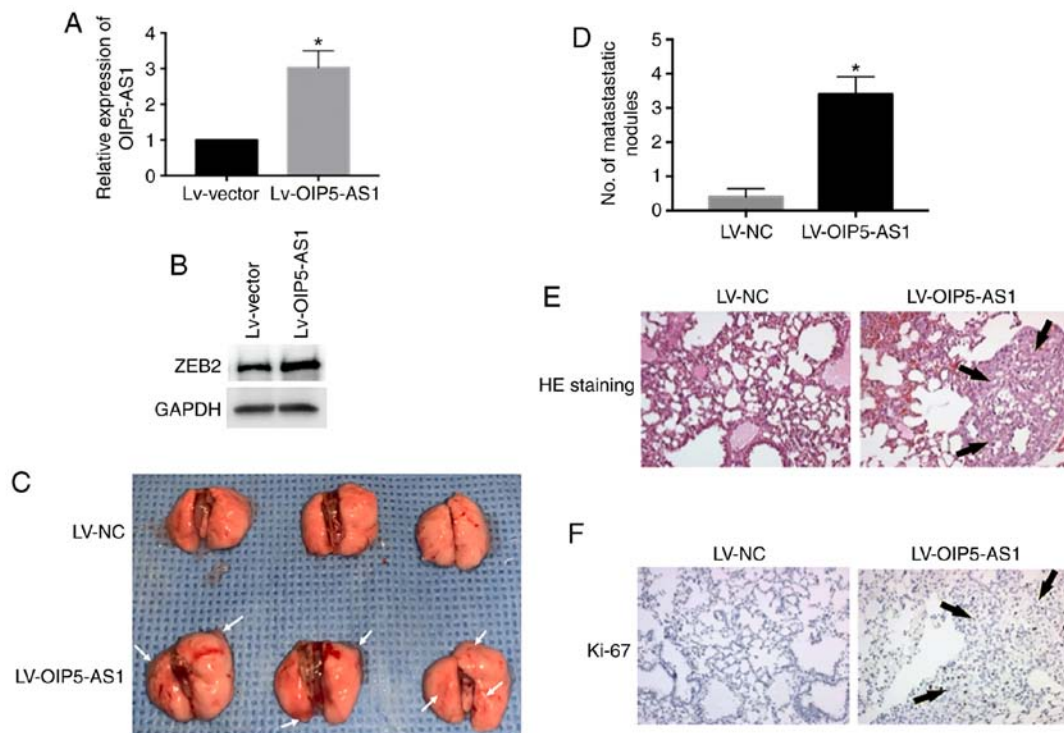 A
Relative expression of
OIP5-AS1
4
3
2
1
0
*
Lv-vector
Lv-OIP5-AS1
B
Lv-vector
Lv-OIP5-AS1
ZEB2
GAPDH
C
LV-NC
LV-OIP5-AS1
D
No. of matastastatic
nodules
5
4
3
2
1
0
*
LV-NC
LV-OIP5-AS1
E
LV-NC
LV-OIP5-AS1
HE staining
F
LV-NC
LV-OIP5-AS1
Ki-67